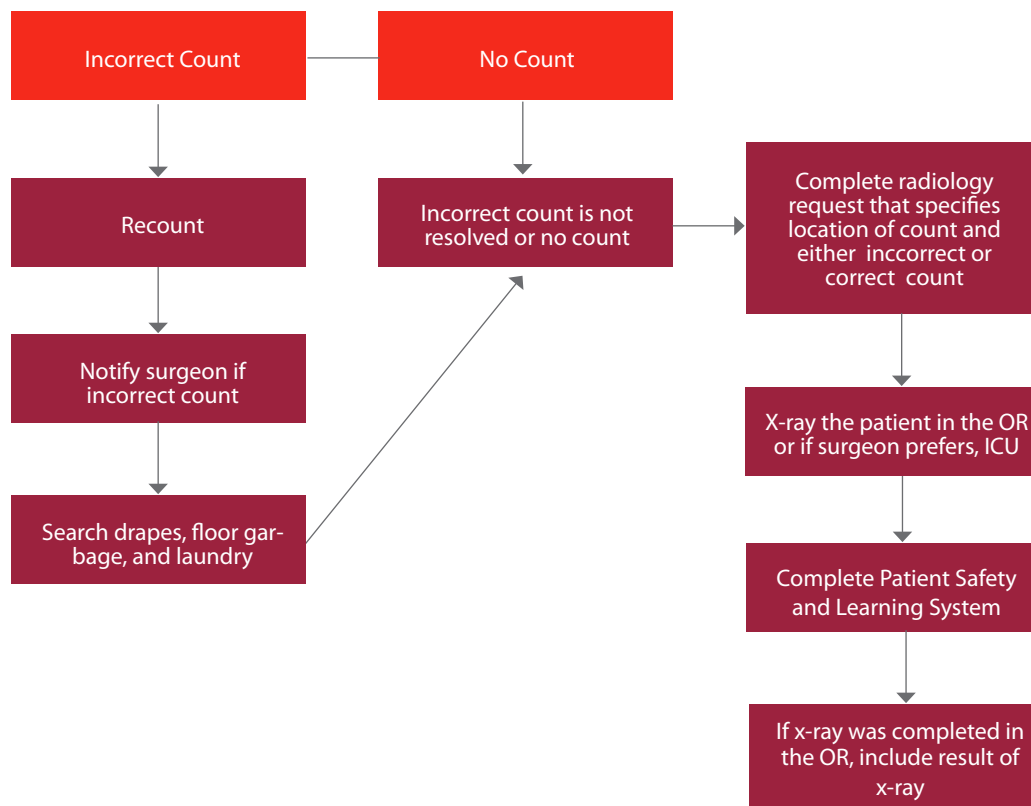 Incorrect Count
No Count
Recount
Incorrect count is not
resolved or no count
Complete radiology
request that specifies
location of count and
either inccorrect or
correct count
Notify surgeon if
incorrect count
X-ray the patient in the OR
or if surgeon prefers, ICU
Search drapes, floor gar-
bage, and laundry
Complete Patient Safety
and Learning System
If x-ray was completed in
the OR, include result of
x-ray